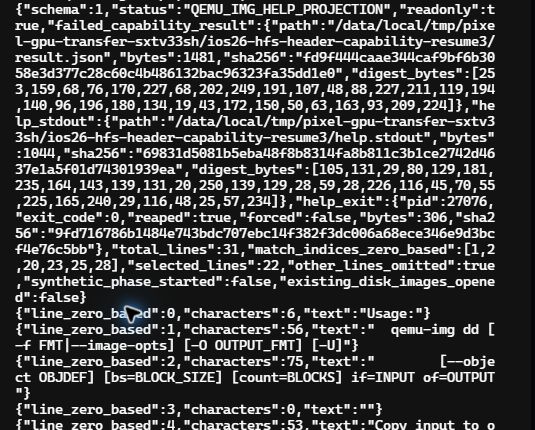 {"schema":1,"status":"QEMU_IMG_HELP_PROJECTION","readonly":t
rue,"failed_capability_result":{"path":"/data/local/tmp/pixe
l-gpu-transfer-sxtv33sh/ios26-hfs-header-capability-resume3/
result.json","bytes":1481,"sha256":"fd9f444caae344caf9bf6b30
58e3d377c28c60c4b486132bac96323fa35dd1e0","digest_bytes":[25
3,159,68,76,170,227,68,202,249,191,107,48,88,227,211,119,194
,140,96,196,180,134,19,43,172,150,50,63,163,93,209,224]},"he
lp_stdout":{"path":"/data/local/tmp/pixel-gpu-transfer-sxtv3
3sh/ios26-hfs-header-capability-resume3/help.stdout","bytes"
:1044,"sha256":"69831d5081b5eba48f8b8314fa8b811c3b1ce2742d46
37e1a5f01d74301939ea","digest_bytes":[105,131,29,80,129,181,
235,164,143,139,131,20,250,139,129,28,59,28,226,116,45,70,55
,225,165,240,29,116,48,25,57,234]},"help_exit":{"pid":27076,
"exit_code":0,"reaped":true,"forced":false,"bytes":306,"sha2
56":"9fd716786b1484e743bdc707ebc14f382f3dc006a68ece346e9d3bc
f4e76c5bb"},"total_lines":31,"match_indices_zero_based":[1,2
,20,23,25,28],"selected_lines":22,"other_lines_omitted":true
,"synthetic_phase_started":false,"existing_disk_images_opene
d":false}
{"line_zero_based":0,"characters":6,"text":"Usage:"}
{"line_zero_based":1,"characters":56,"text":"  qemu-img dd [
-f FMT|--image-opts] [-O OUTPUT_FMT] [-U]"}
{"line_zero_based":2,"characters":75,"text":"        [--obje
ct OBJDEF] [bs=BLOCK_SIZE] [count=BLOCKS] if=INPUT of=OUTPUT
"}
{"line_zero_based":3,"characters":0,"text":""}
{"line_zero_based":4,"characters":53,"text":"Copy input to o